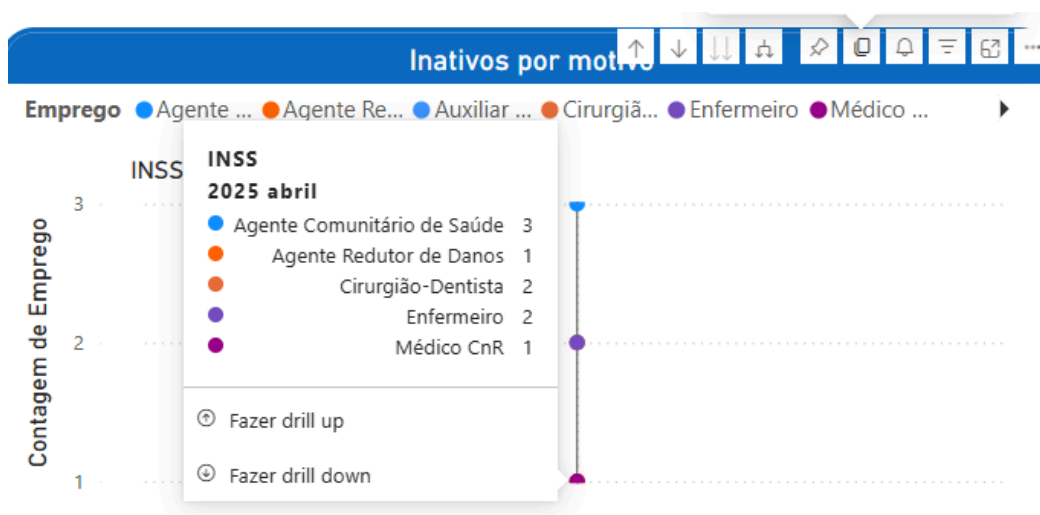 Inativos por motivo
Emprego Agente ... Agente Re... Auxiliar ... Cirurgiã... Enfermeiro Médico ...
INSS
Contagem de Emprego
3
2
1
INSS
2025 abril
Agente Comunitário de Saúde 3
Agente Redutor de Danos 1
Cirurgião-Dentista 2
Enfermeiro 2
Médico CnR 1
Fazer drill up
Fazer drill down